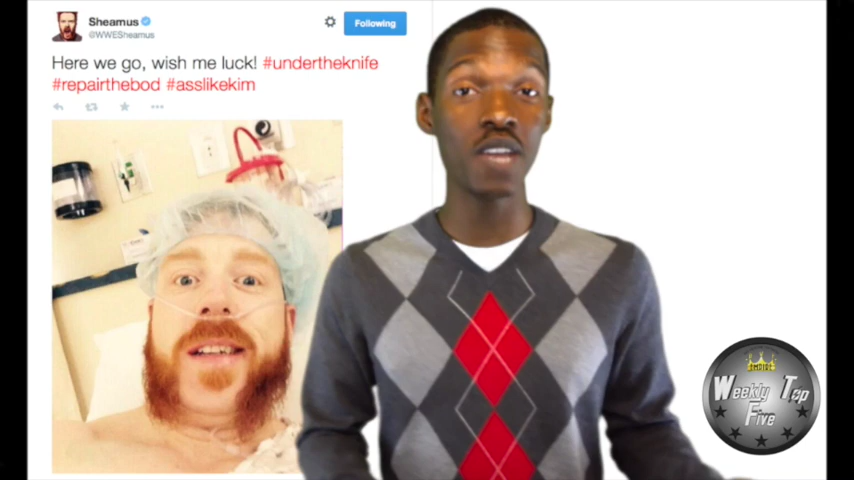 Sheamus
@WWESheamus
Following
Here we go, wish me luck! #undertheknife
#repairthebod #asslikekim
Weekly Top
Five